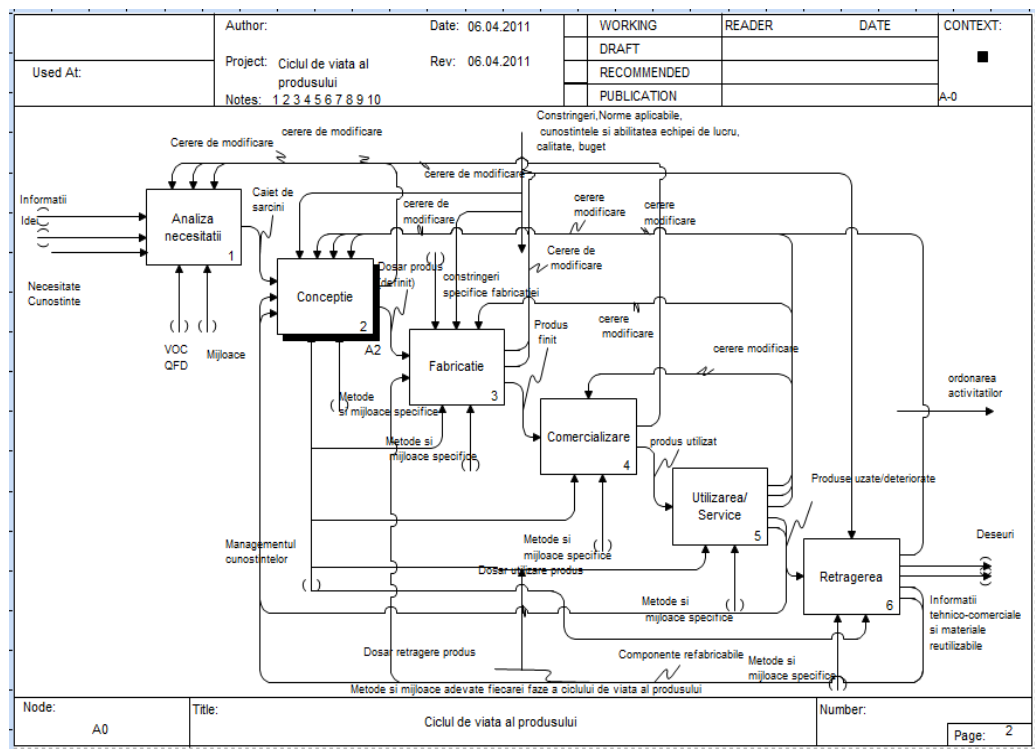 Author:
Date: 06.04.2011
WORKING
READER
DATE
CONTEXT:
DRAFT
Used At:
Project: Ciclul de viata al
produsului
Rev: 06.04.2011
RECOMMENDED
Notes: 1 2 3 4 5 6 7 8 9 10
PUBLICATION
A-0
Constringeri,Norme aplicabile,
cunostintele si abilitatea echipei de lucru,
calitate, buget
cerere de modificare
Cerere de modificare
cerere de modificare
Informatii
Idei
Necesitate
Cunostinte
Analiza
necesitatii
1
Caiet de
sarcini
cerere de
modificare
cerere
modificare
cerere
modificare
VOC
QFD
Mijloace
Conceptie
2
A2
Dosar produs
(definit)
constringeri
specifice fabricatiei
Cerere de
modificare
Fabricatie
3
Produs
finit
cerere
modificare
cerere modificare
ordonarea
activitatilor
Metode
si mijloace specifice
Metode si
mijloace specifice
Comercializare
4
produs utilizat
Utilizarea/
Service
5
Produse uzate/deteriorate
Metode si
mijloace specifice
Managementul
cunostintelor
Dosar utilizare produs
Retragerea
6
Deseuri
Metode si
mijloace specifice
Informatii
tehnico-comerciale
si materiale
reutilizabile
Dosar retragere produs
Componente refabricabile
Metode si
mijloace specifice
Metode si mijloace adevate fiecarei faze a ciclului de viata al produsului
Node:
A0
Title:
Ciclul de viata al produsului
Number:
Page: 2